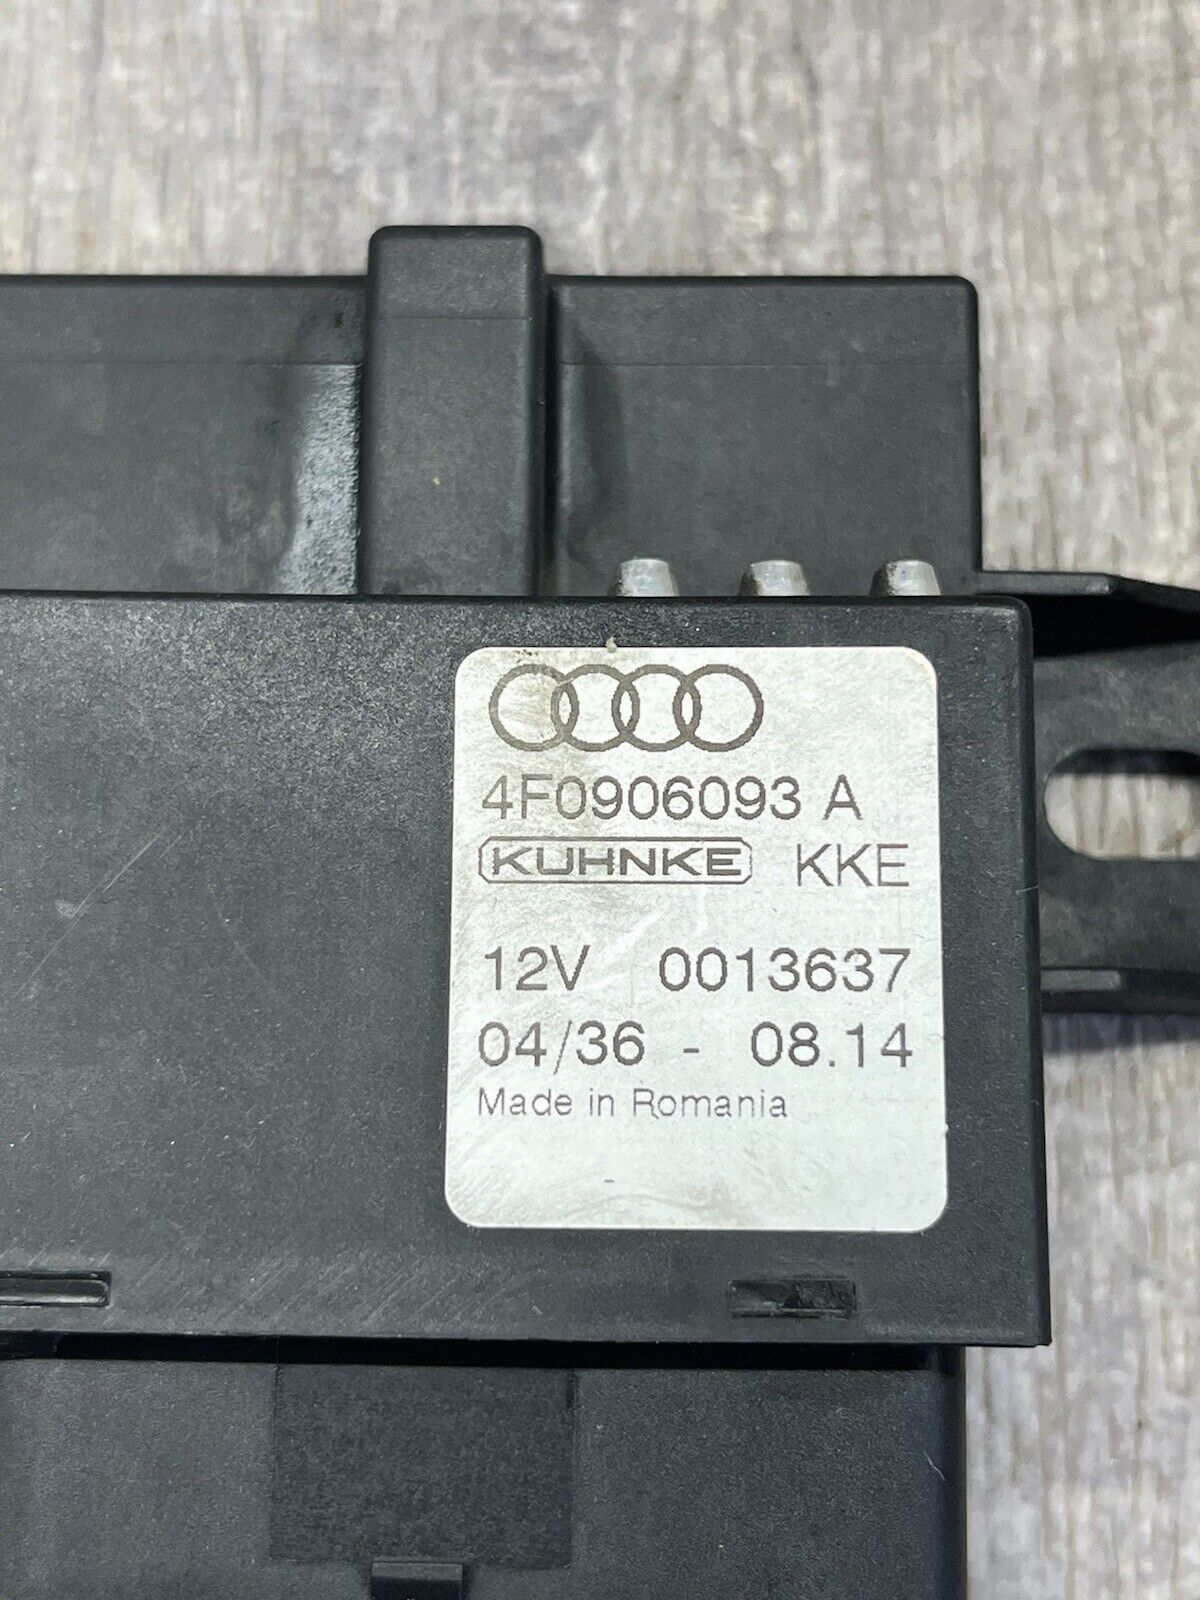 4F0906093 A
KUHNKE KKE
12V 0013637
04/36 - 08.14
Made in Romania